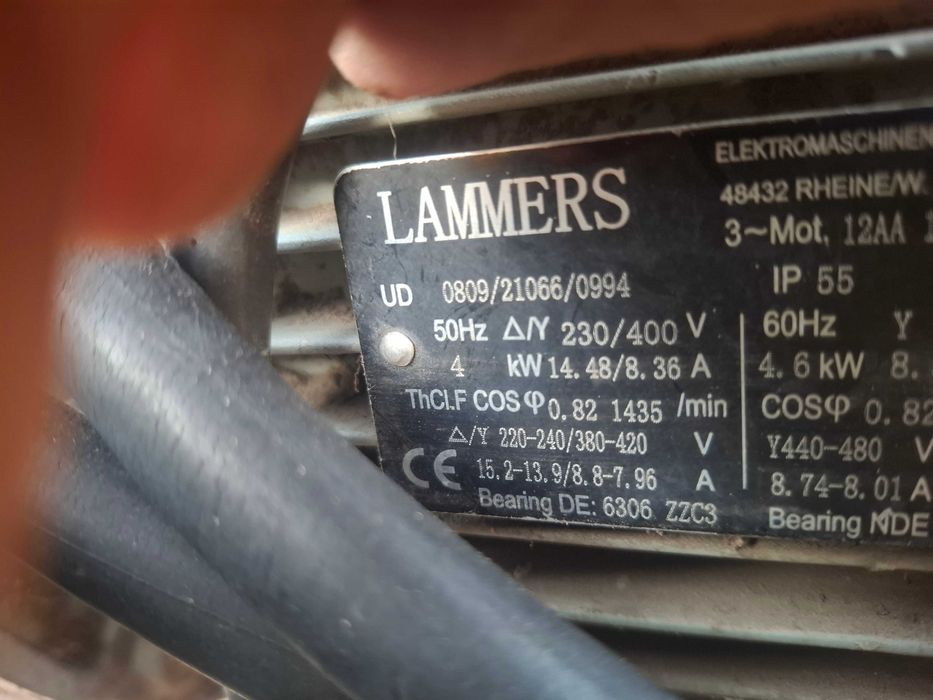 LAMMERS
ELEKTROMASCHINEN
48432 RHEINE/W.
3~Mot. 12AA
UD 0809/21066/0994
IP 55
50Hz Δ/Y 230/400 V
4 kW 14.48/8.36 A
ThCl.F COSφ 0.82 1435 /min
Δ/Y 220-240/380-420 V
CE 15.2-13.9/8.8-7.96 A
Bearing DE: 6306 ZZC3
60Hz Y
4.6 kW 8.
COSφ 0.82
Y440-480 V
8.74-8.01 A
Bearing NDE